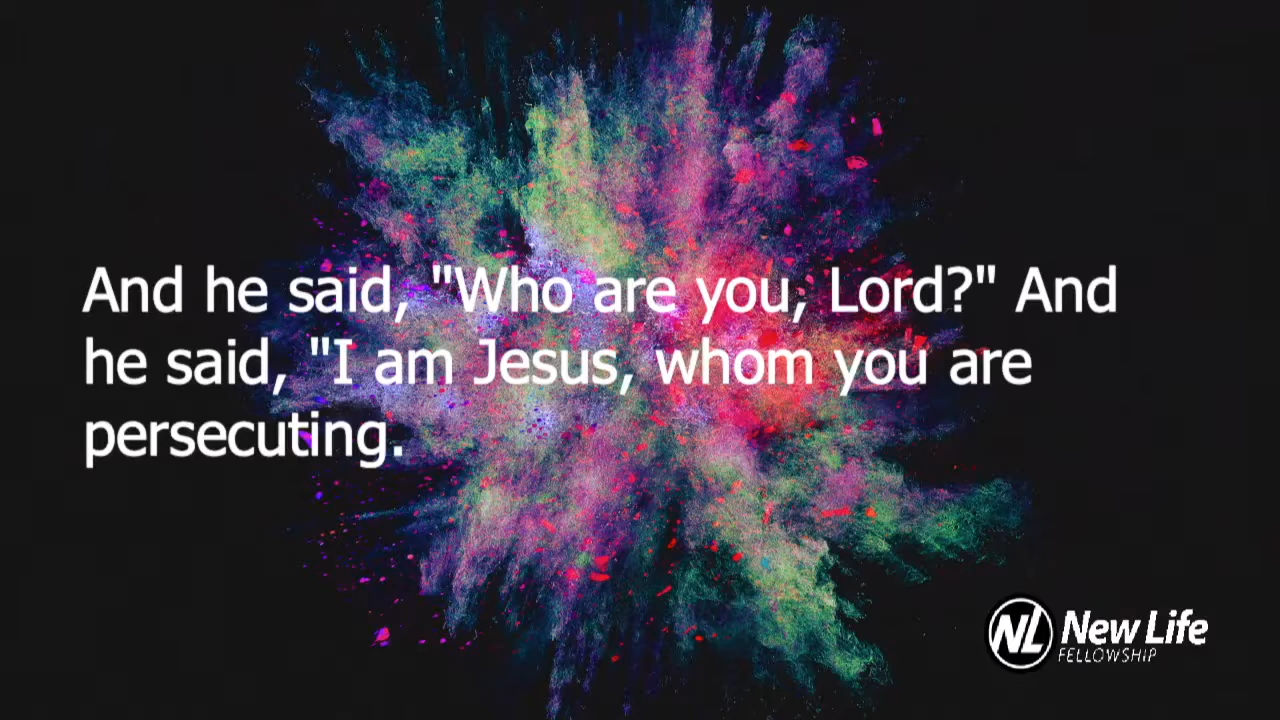 And he said, "Who are you, Lord?" And
he said, "I am Jesus, whom you are
persecuting.
NL New Life
FELLOWSHIP